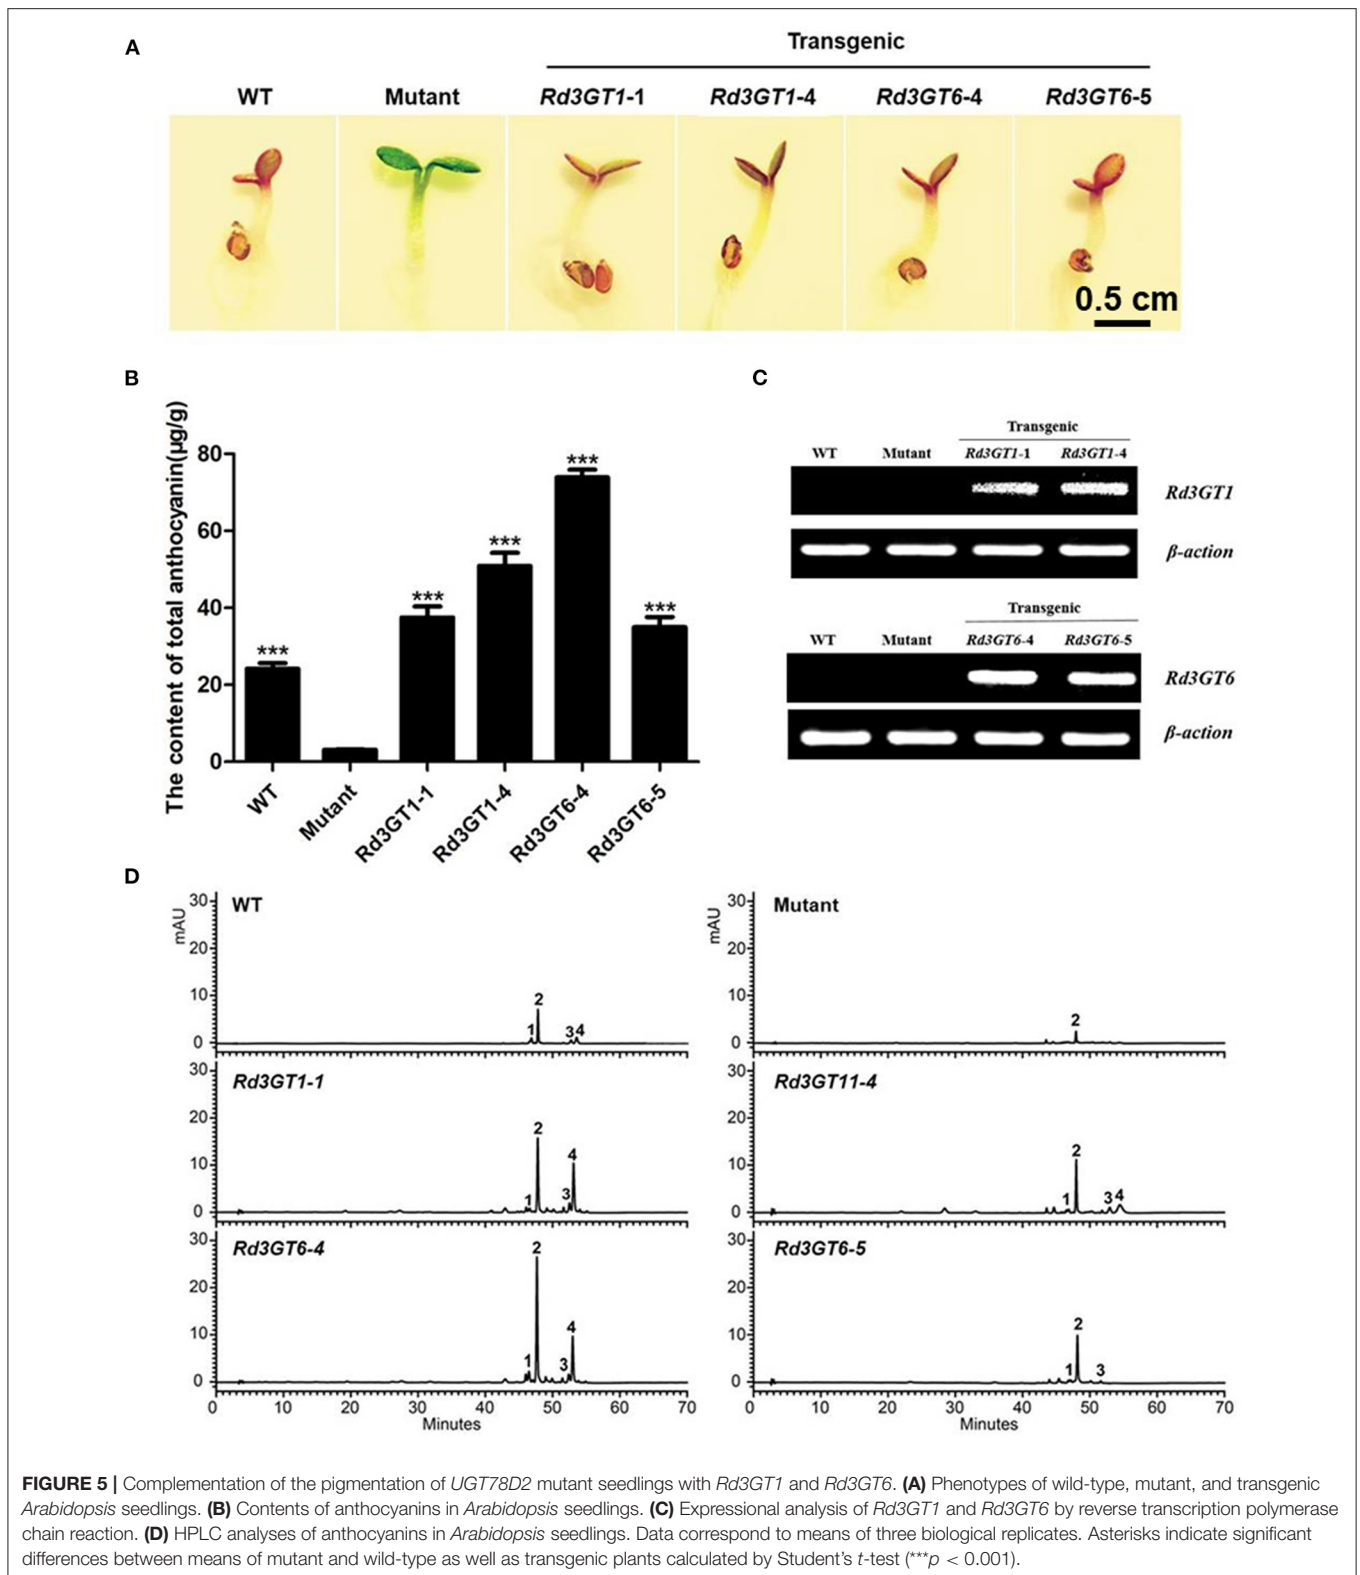 A
Transgenic
WT Mutant Rd3GT1-1 Rd3GT1-4 Rd3GT6-4 Rd3GT6-5
0.5 cm
B
The content of total anthocyanin(μg/g)
80
60
40
20
0
*** *** *** *** ***
WT Mutant Rd3GT1-1 Rd3GT1-4 Rd3GT6-4 Rd3GT6-5
C
Transgenic
WT Mutant Rd3GT1-1 Rd3GT1-4
Rd3GT1
β-action
Transgenic
WT Mutant Rd3GT6-4 Rd3GT6-5
Rd3GT6
β-action
D
WT
mAU
30
20
10
0
1 2 3 4
Mutant
mAU
30
20
10
0
2
Rd3GT1-1
30
20
10
0
1 2 3 4
Rd3GT11-4
30
20
10
0
1 2 3 4
Rd3GT6-4
30
20
10
0
1 2 3 4
0 10 20 30 40 50 60 70
Minutes
Rd3GT6-5
30
20
10
0
1 2 3
0 10 20 30 40 50 60 70
Minutes
FIGURE 5 | Complementation of the pigmentation of UGT78D2 mutant seedlings with Rd3GT1 and Rd3GT6. (A) Phenotypes of wild-type, mutant, and transgenic
Arabidopsis seedlings. (B) Contents of anthocyanins in Arabidopsis seedlings. (C) Expressional analysis of Rd3GT1 and Rd3GT6 by reverse transcription polymerase
chain reaction. (D) HPLC analyses of anthocyanins in Arabidopsis seedlings. Data correspond to means of three biological replicates. Asterisks indicate significant
differences between means of mutant and wild-type as well as transgenic plants calculated by Student's t-test (***p < 0.001).